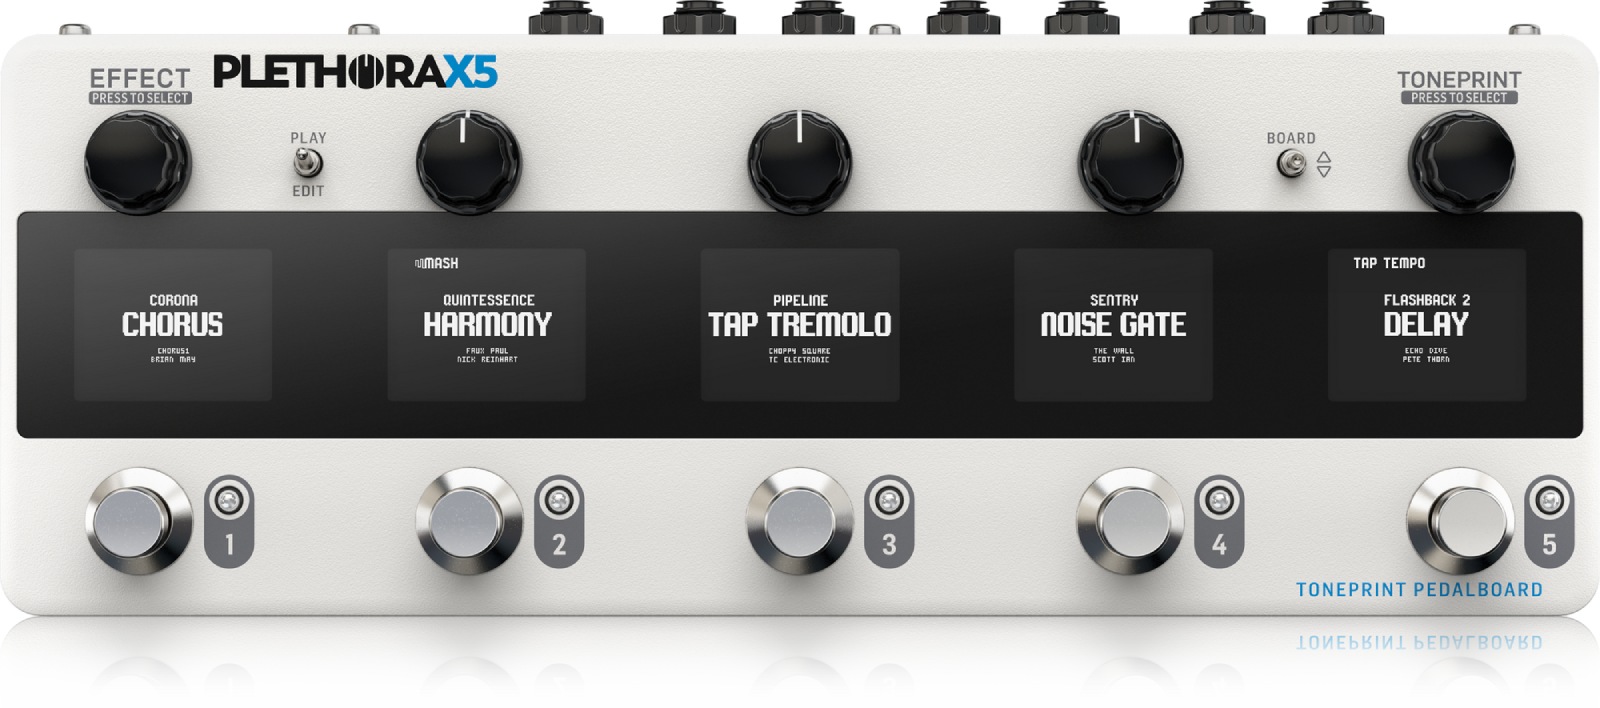 EFFECT
PRESS TO SELECT
PLETHORAX5
TONEPRINT
PRESS TO SELECT
PLAY
EDIT
BOARD
CORONA
CHORUS
CHORUS1
BRIAN MAY
MASH
QUINTESSENCE
HARMONY
FAUX PAUL
NICK REINHART
PIPELINE
TAP TREMOLO
CHOPPY SQUARE
TC ELECTRONIC
SENTRY
NOISE GATE
THE WALL
SCOTT IAN
TAP TEMPO
FLASHBACK 2
DELAY
ECHO DIVE
PETE THORN
1
2
3
4
5
TONEPRINT PEDALBOARD